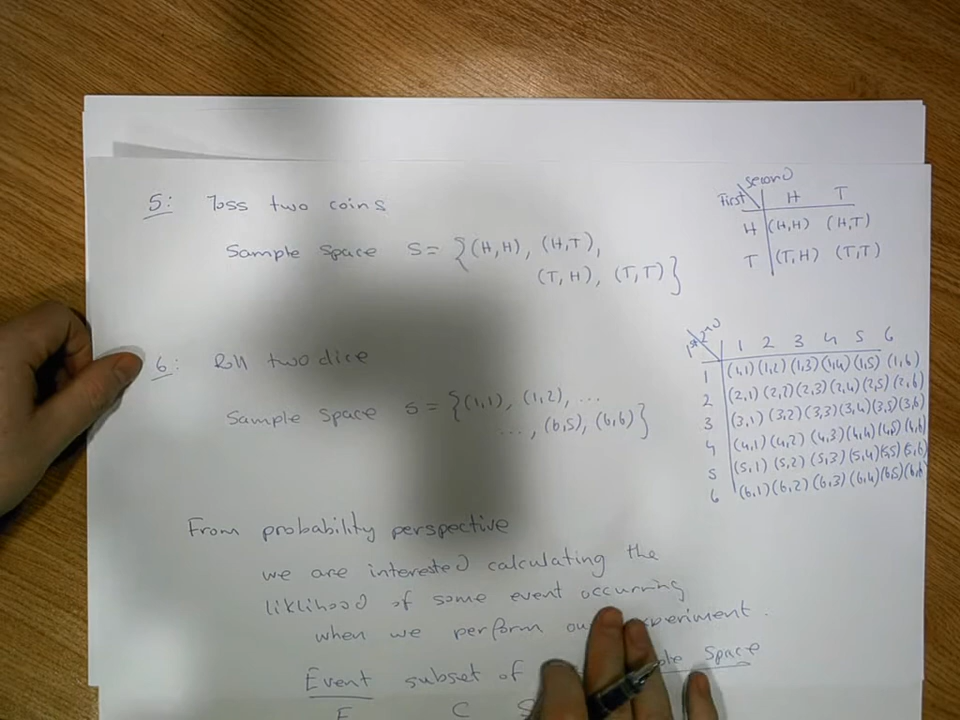 5: Toss two coins
Sample space S = {(H,H), (H,T),
(T,H), (T,T)}
second
First H T
H (H,H) (H,T)
T (T,H) (T,T)
6: Roll two dice
Sample space S = {(1,1), (1,2), ...
..., (6,5), (6,6)}
2nd
1st 1 2 3 4 5 6
1 (1,1) (1,2) (1,3) (1,4) (1,5) (1,6)
2 (2,1) (2,2) (2,3) (2,4) (2,5) (2,6)
3 (3,1) (3,2) (3,3) (3,4) (3,5) (3,6)
4 (4,1) (4,2) (4,3) (4,4) (4,5) (4,6)
5 (5,1) (5,2) (5,3) (5,4) (5,5) (5,6)
6 (6,1) (6,2) (6,3) (6,4) (6,5) (6,6)
From probability perspective
we are interested calculating the
liklihood of some event occurring
when we perform our experiment.
Event subset of space
E C S